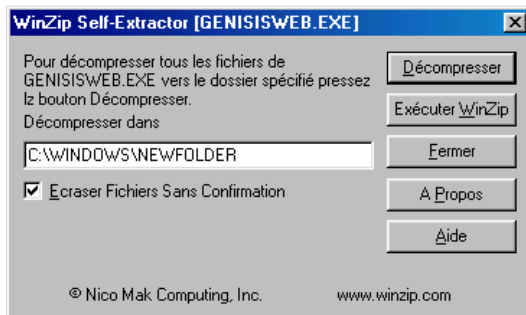 WinZip Self-Extractor [GENISISWEB.EXE]
Pour décompresser tous les fichiers de
GENISISWEB.EXE vers le dossier spécifié pressez
lz bouton Décompresser.
Décompresser dans
C:\WINDOWS\NEWFOLDER
Ecraser Fichiers Sans Confirmation
Décompresser
Exécuter WinZip
Fermer
A Propos
Aide
© Nico Mak Computing, Inc. www.winzip.com